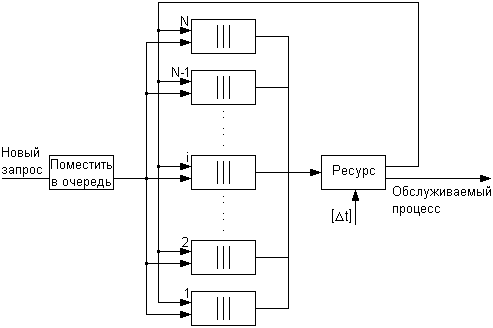 N
N-1
Новый
запрос
Поместить
в очередь
i
Ресурс
Обслуживаемый
процесс
[Δt]
2
1